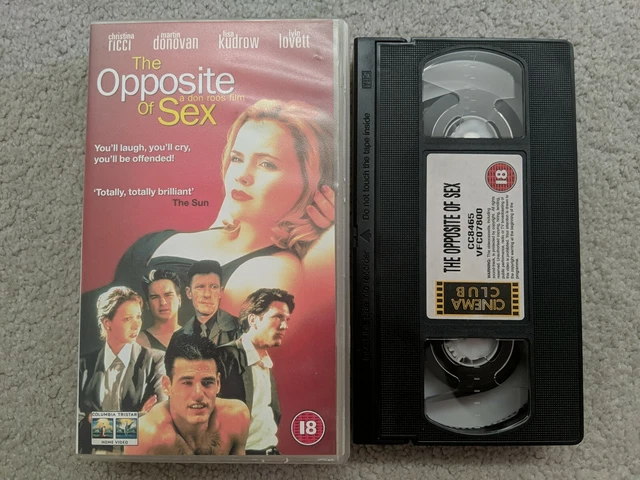 christina ricci
martin donovan
lisa kudrow
lyle lovett
The
Opposite
a don roos film
Of Sex
You'll laugh, you'll cry,
you'll be offended!
'Totally, totally brilliant'
The Sun
COLUMBIA TRISTAR
HOME VIDEO
18
Do not touch the tape inside
18
THE OPPOSITE OF SEX
CC8465
VFC07800
CINEMA
CLUB